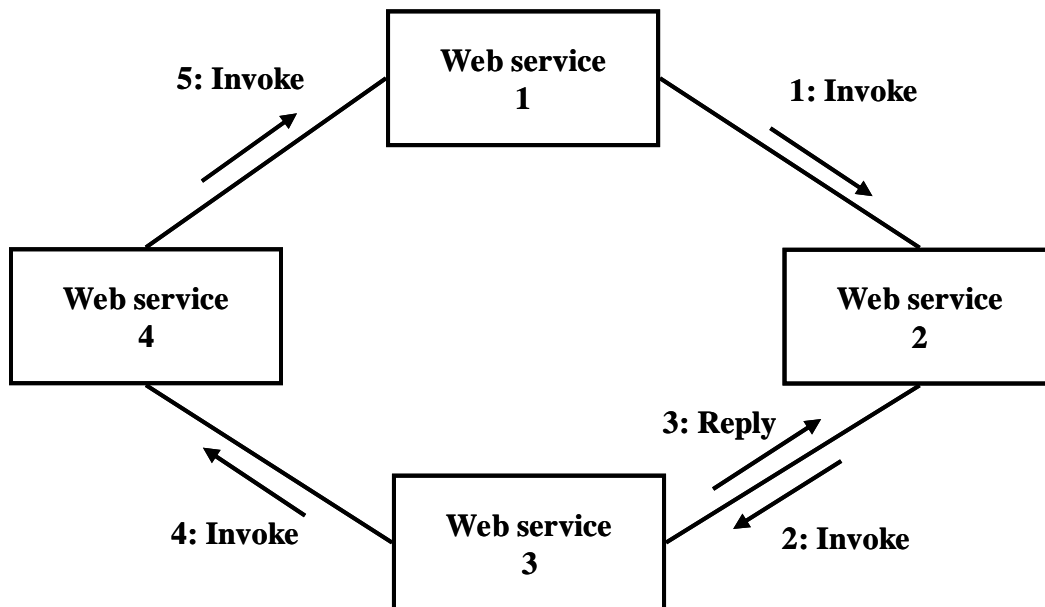 Web service
1
5: Invoke
1: Invoke
Web service
4
Web service
2
3: Reply
4: Invoke
Web service
3
2: Invoke